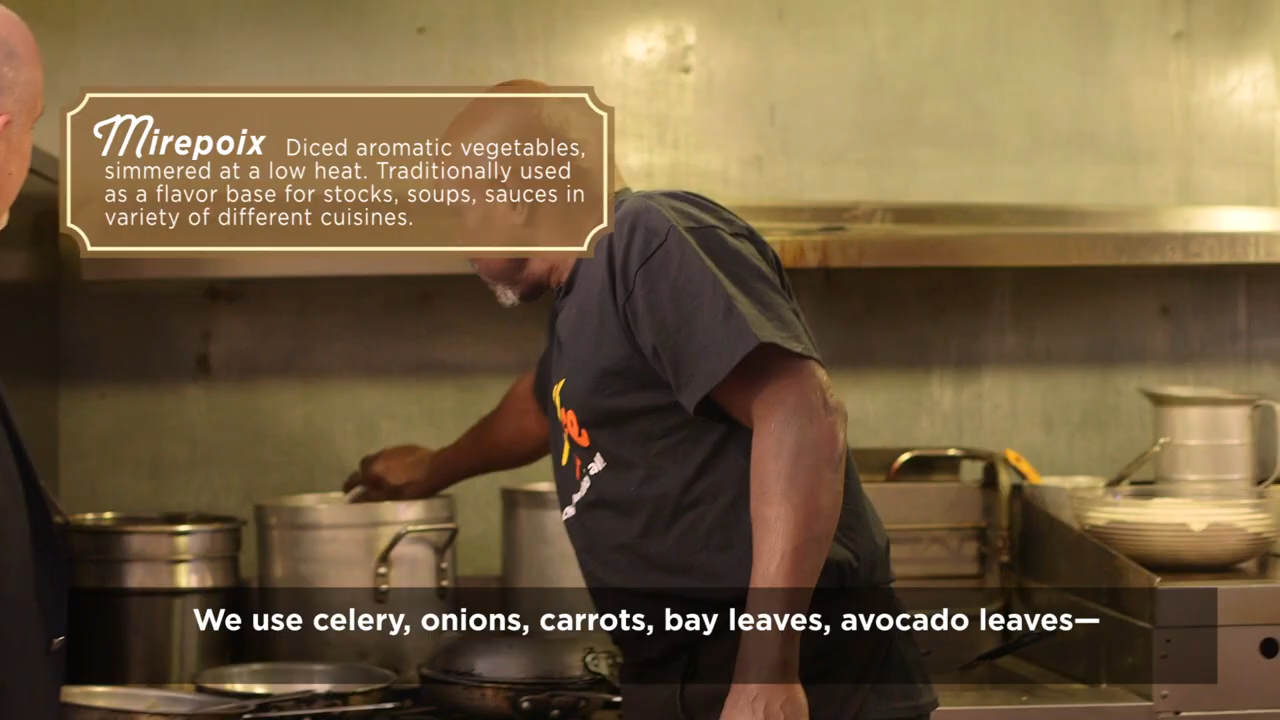 Mirepoix Diced aromatic vegetables,
simmered at a low heat. Traditionally used
as a flavor base for stocks, soups, sauces in
variety of different cuisines.
We use celery, onions, carrots, bay leaves, avocado leaves—